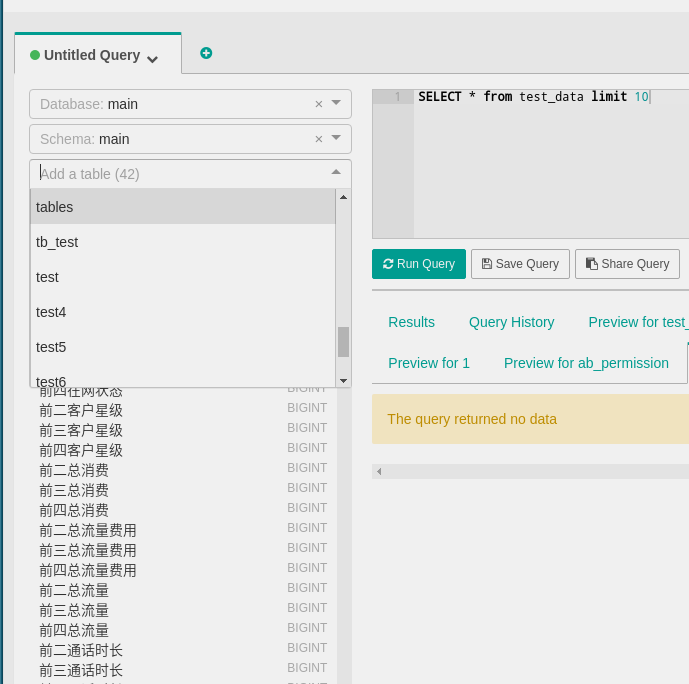 Untitled Query
Database: main
Schema: main
Add a table (42)
tables
tb_test
test
test4
test5
test6
前四在网状态 BIGINT
前二客户星级 BIGINT
前三客户星级 BIGINT
前四客户星级 BIGINT
前二总消费 BIGINT
前三总消费 BIGINT
前四总消费 BIGINT
前二总流量费用 BIGINT
前三总流量费用 BIGINT
前四总流量费用 BIGINT
前二总流量 BIGINT
前三总流量 BIGINT
前四总流量 BIGINT
前二通话时长 BIGINT
前三通话时长 BIGINT
1 SELECT * from test_data limit 10
Run Query Save Query Share Query
Results Query History Preview for test_
Preview for 1 Preview for ab_permission
The query returned no data